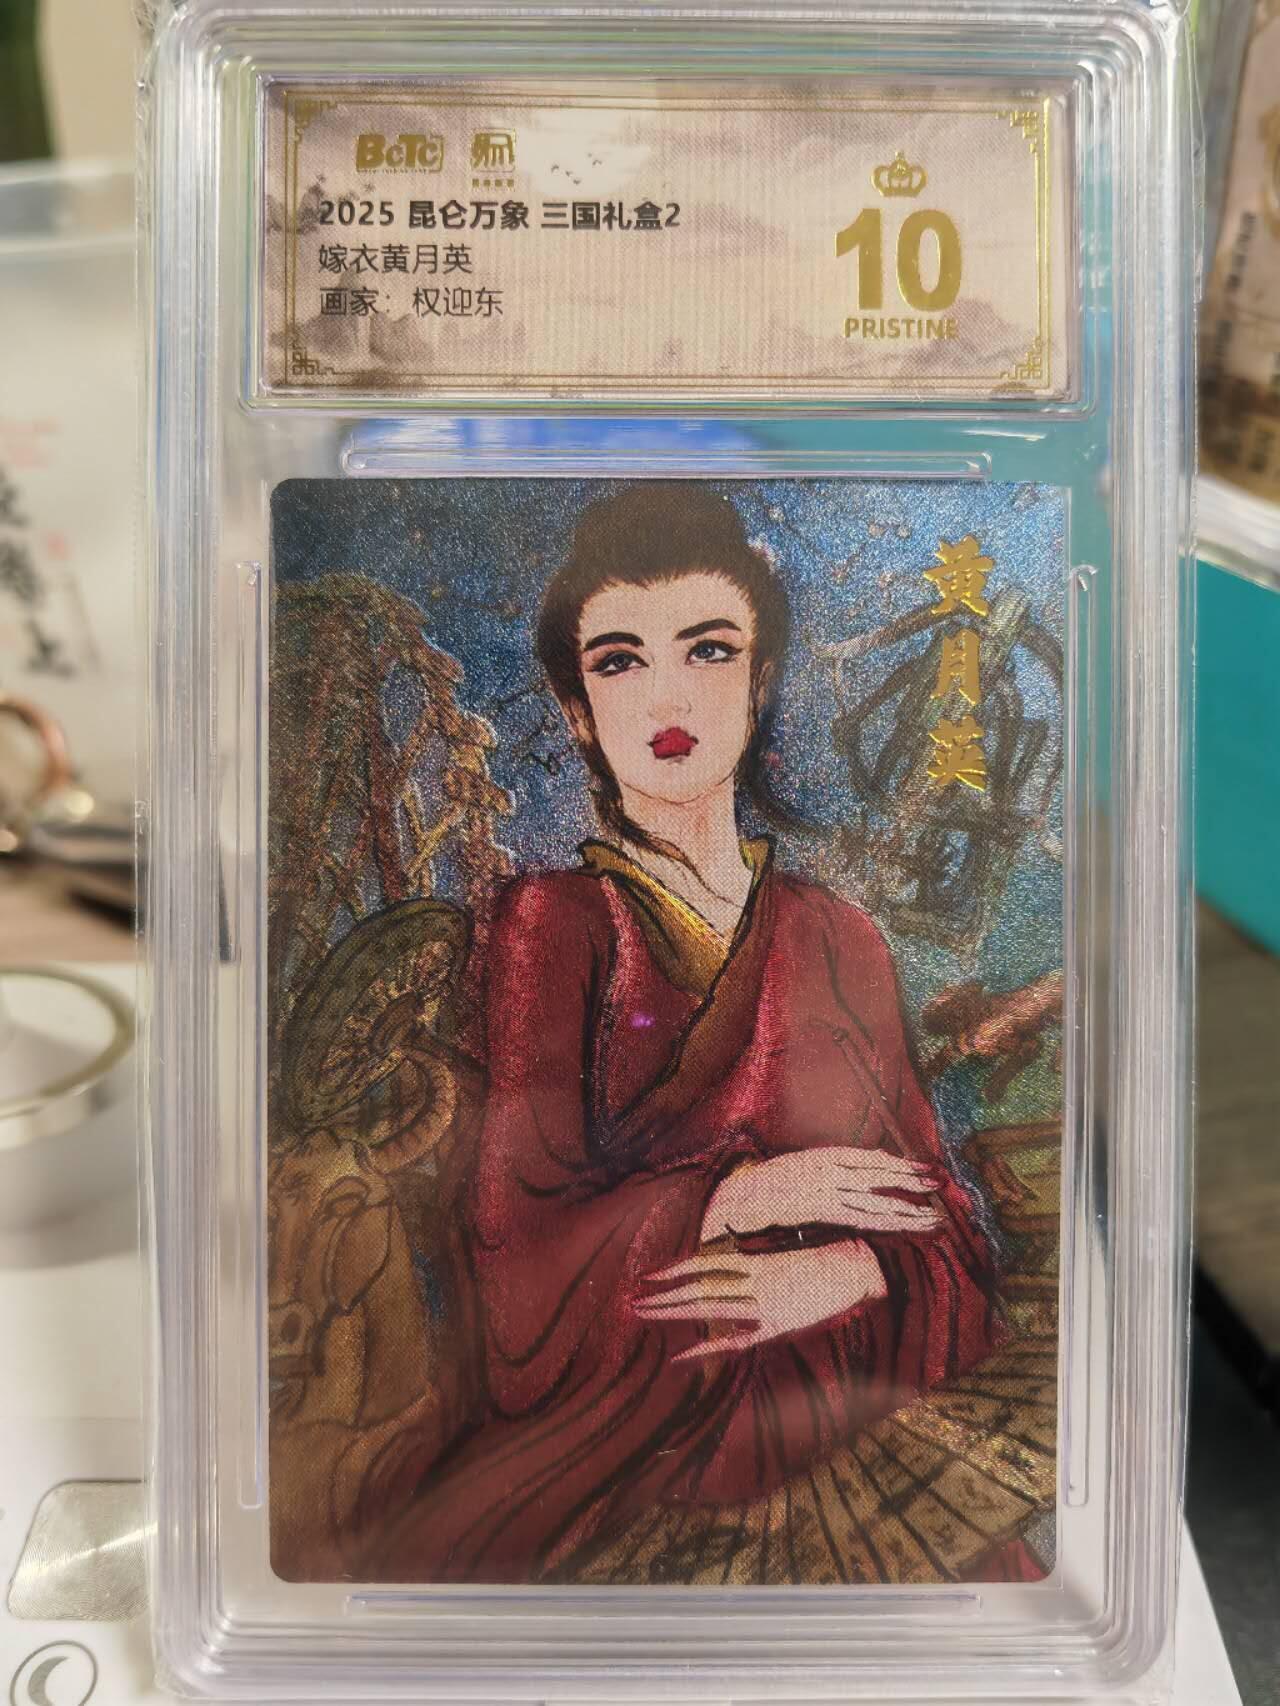 BCTC
2025 昆仑万象 三国礼盒2
嫁衣黄月英
画家：权迎东
10
PRISTINE
黄月英